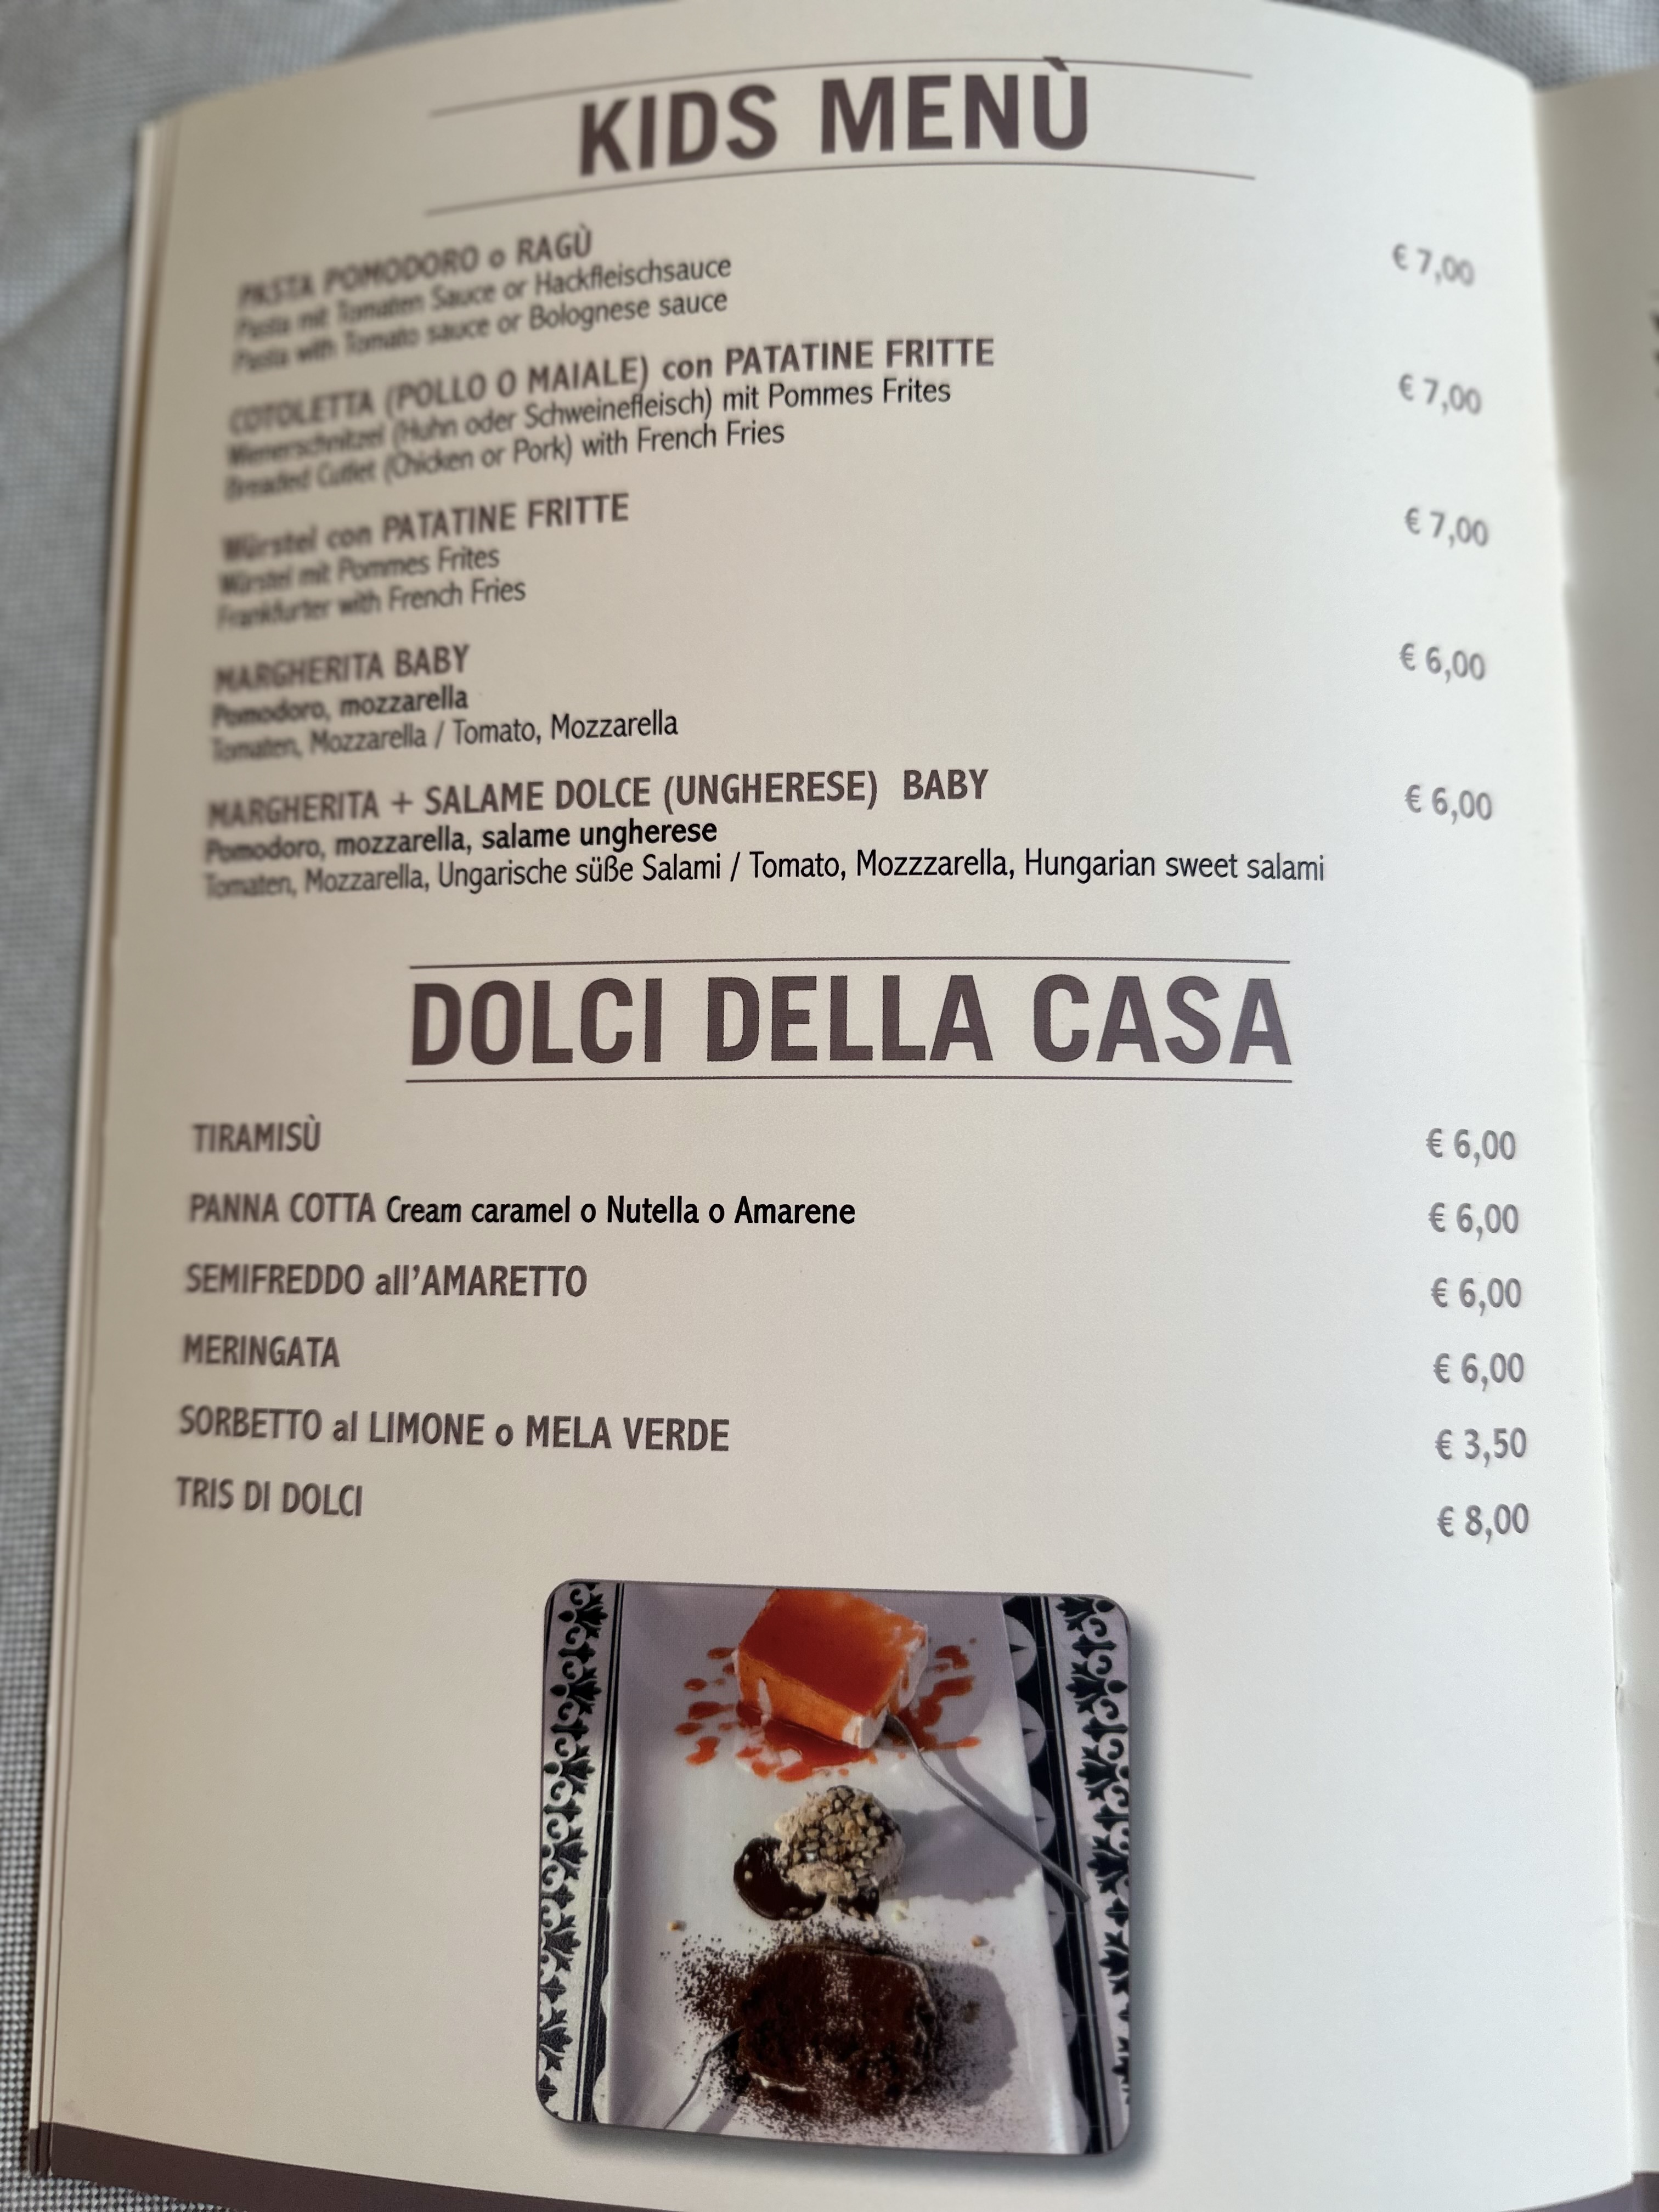 KIDS MENÙ
PASTA POMODORO o RAGÙ € 7,00
Pasta mit Tomaten Sauce or Hackfleischsauce
Pasta with Tomato sauce or Bolognese sauce
COTOLETTA (POLLO O MAIALE) con PATATINE FRITTE € 7,00
Wienerschnitzel (Huhn oder Schweinefleisch) mit Pommes Frites
Breaded Cutlet (Chicken or Pork) with French Fries
Würstel con PATATINE FRITTE € 7,00
Würstel mit Pommes Frites
Frankfurter with French Fries
MARGHERITA BABY € 6,00
Pomodoro, mozzarella
Tomaten, Mozzarella / Tomato, Mozzarella
MARGHERITA + SALAME DOLCE (UNGHERESE) BABY € 6,00
Pomodoro, mozzarella, salame ungherese
Tomaten, Mozzarella, Ungarische süße Salami / Tomato, Mozzzarella, Hungarian sweet salami
DOLCI DELLA CASA
TIRAMISÙ € 6,00
PANNA COTTA Cream caramel o Nutella o Amarene € 6,00
SEMIFREDDO all'AMARETTO € 6,00
MERINGATA € 6,00
SORBETTO al LIMONE o MELA VERDE € 3,50
TRIS DI DOLCI € 8,00